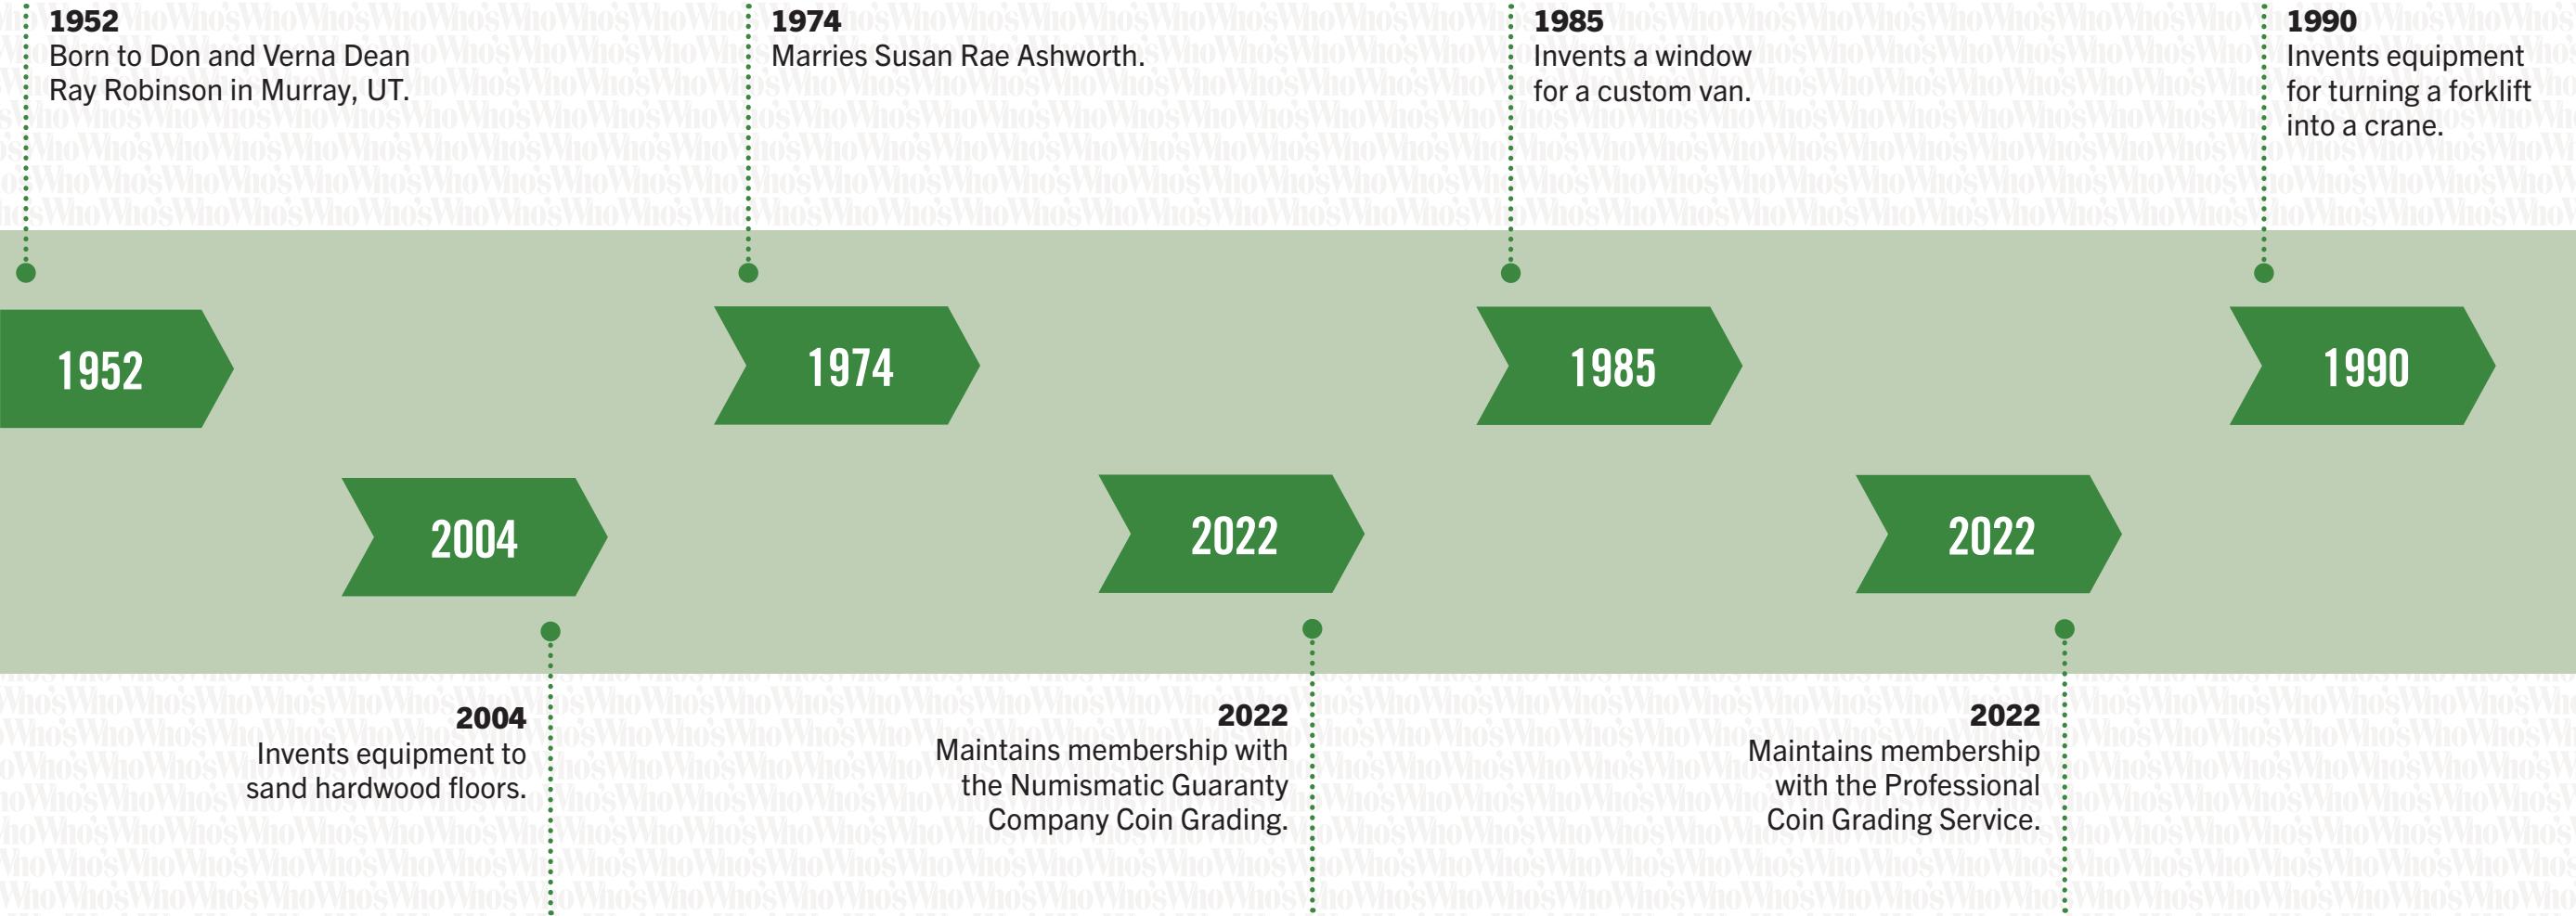 1952
Born to Don and Verna Dean
Ray Robinson in Murray, UT.
1974
Marries Susan Rae Ashworth.
1985
Invents a window
for a custom van.
1990
Invents equipment
for turning a forklift
into a crane.
1952
1974
1985
1990
2004
2022
2022
2004
Invents equipment to
sand hardwood floors.
2022
Maintains membership with
the Numismatic Guaranty
Company Coin Grading.
2022
Maintains membership
with the Professional
Coin Grading Service.